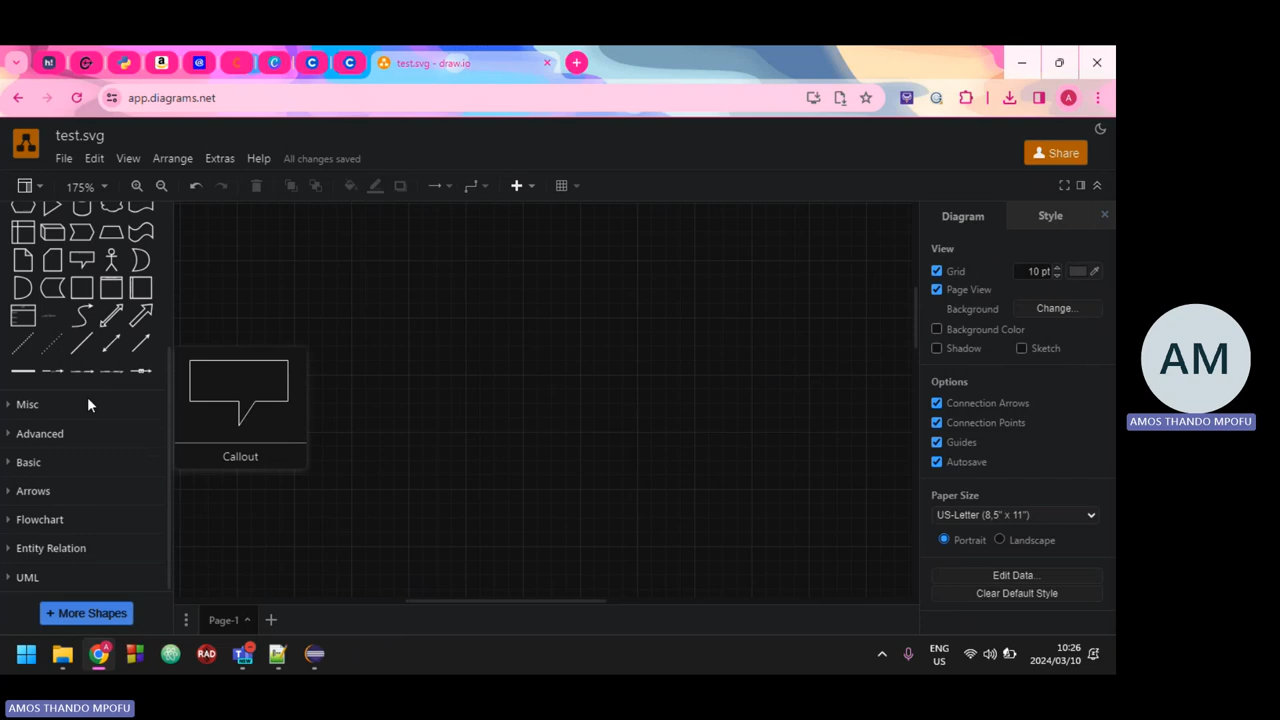 test.svg - draw.io
app.diagrams.net
A
test.svg
File Edit View Arrange Extras Help All changes saved
Share
175%
Diagram Style
View
Grid 10 pt
Page View
Background Change...
Background Color
Shadow Sketch
Options
Connection Arrows
Connection Points
Guides
Autosave
Paper Size
US-Letter (8,5" x 11")
Portrait Landscape
Edit Data...
Clear Default Style
Misc
Advanced
Basic
Arrows
Flowchart
Entity Relation
UML
+ More Shapes
Callout
Page-1
RAD
ENG
US
10:26
2024/03/10
AM
AMOS THANDO MPOFU
AMOS THANDO MPOFU